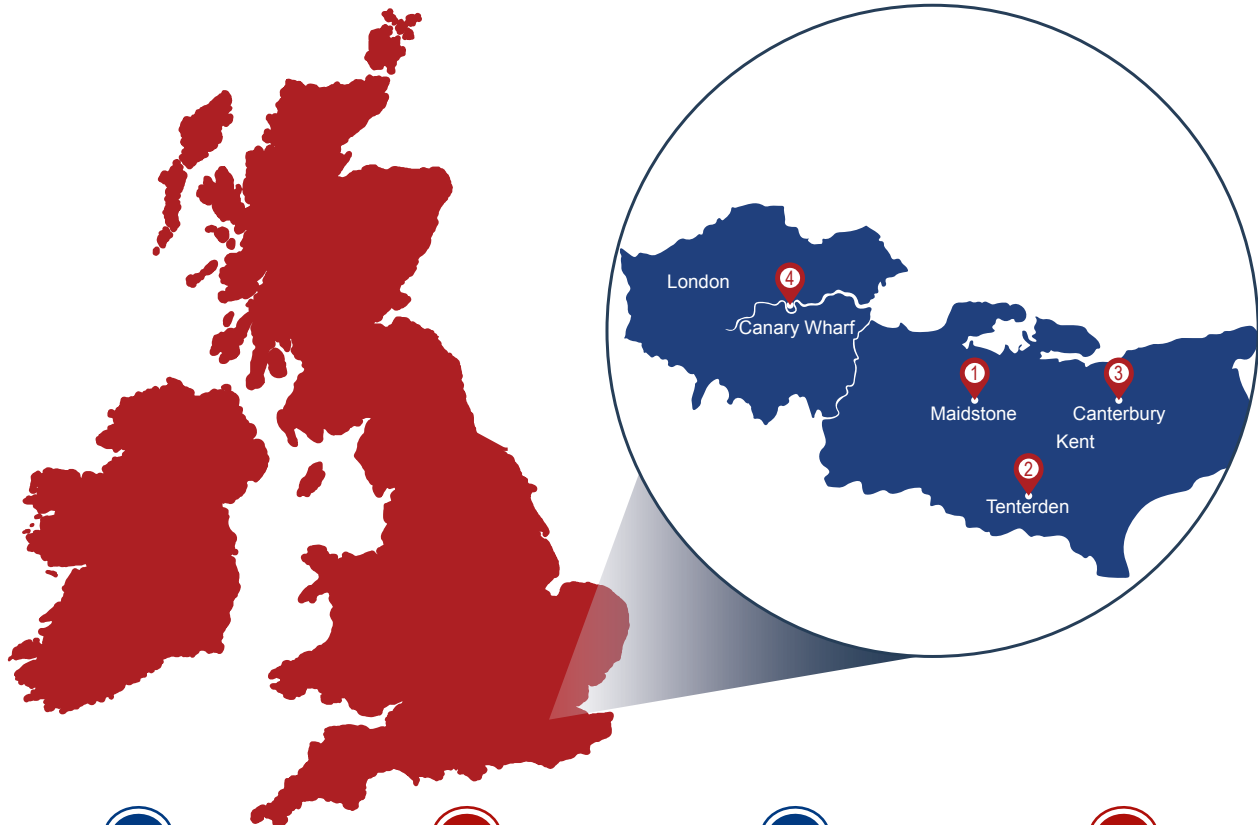 London
4
Canary Wharf
1
Maidstone
3
Canterbury
Kent
2
Tenterden